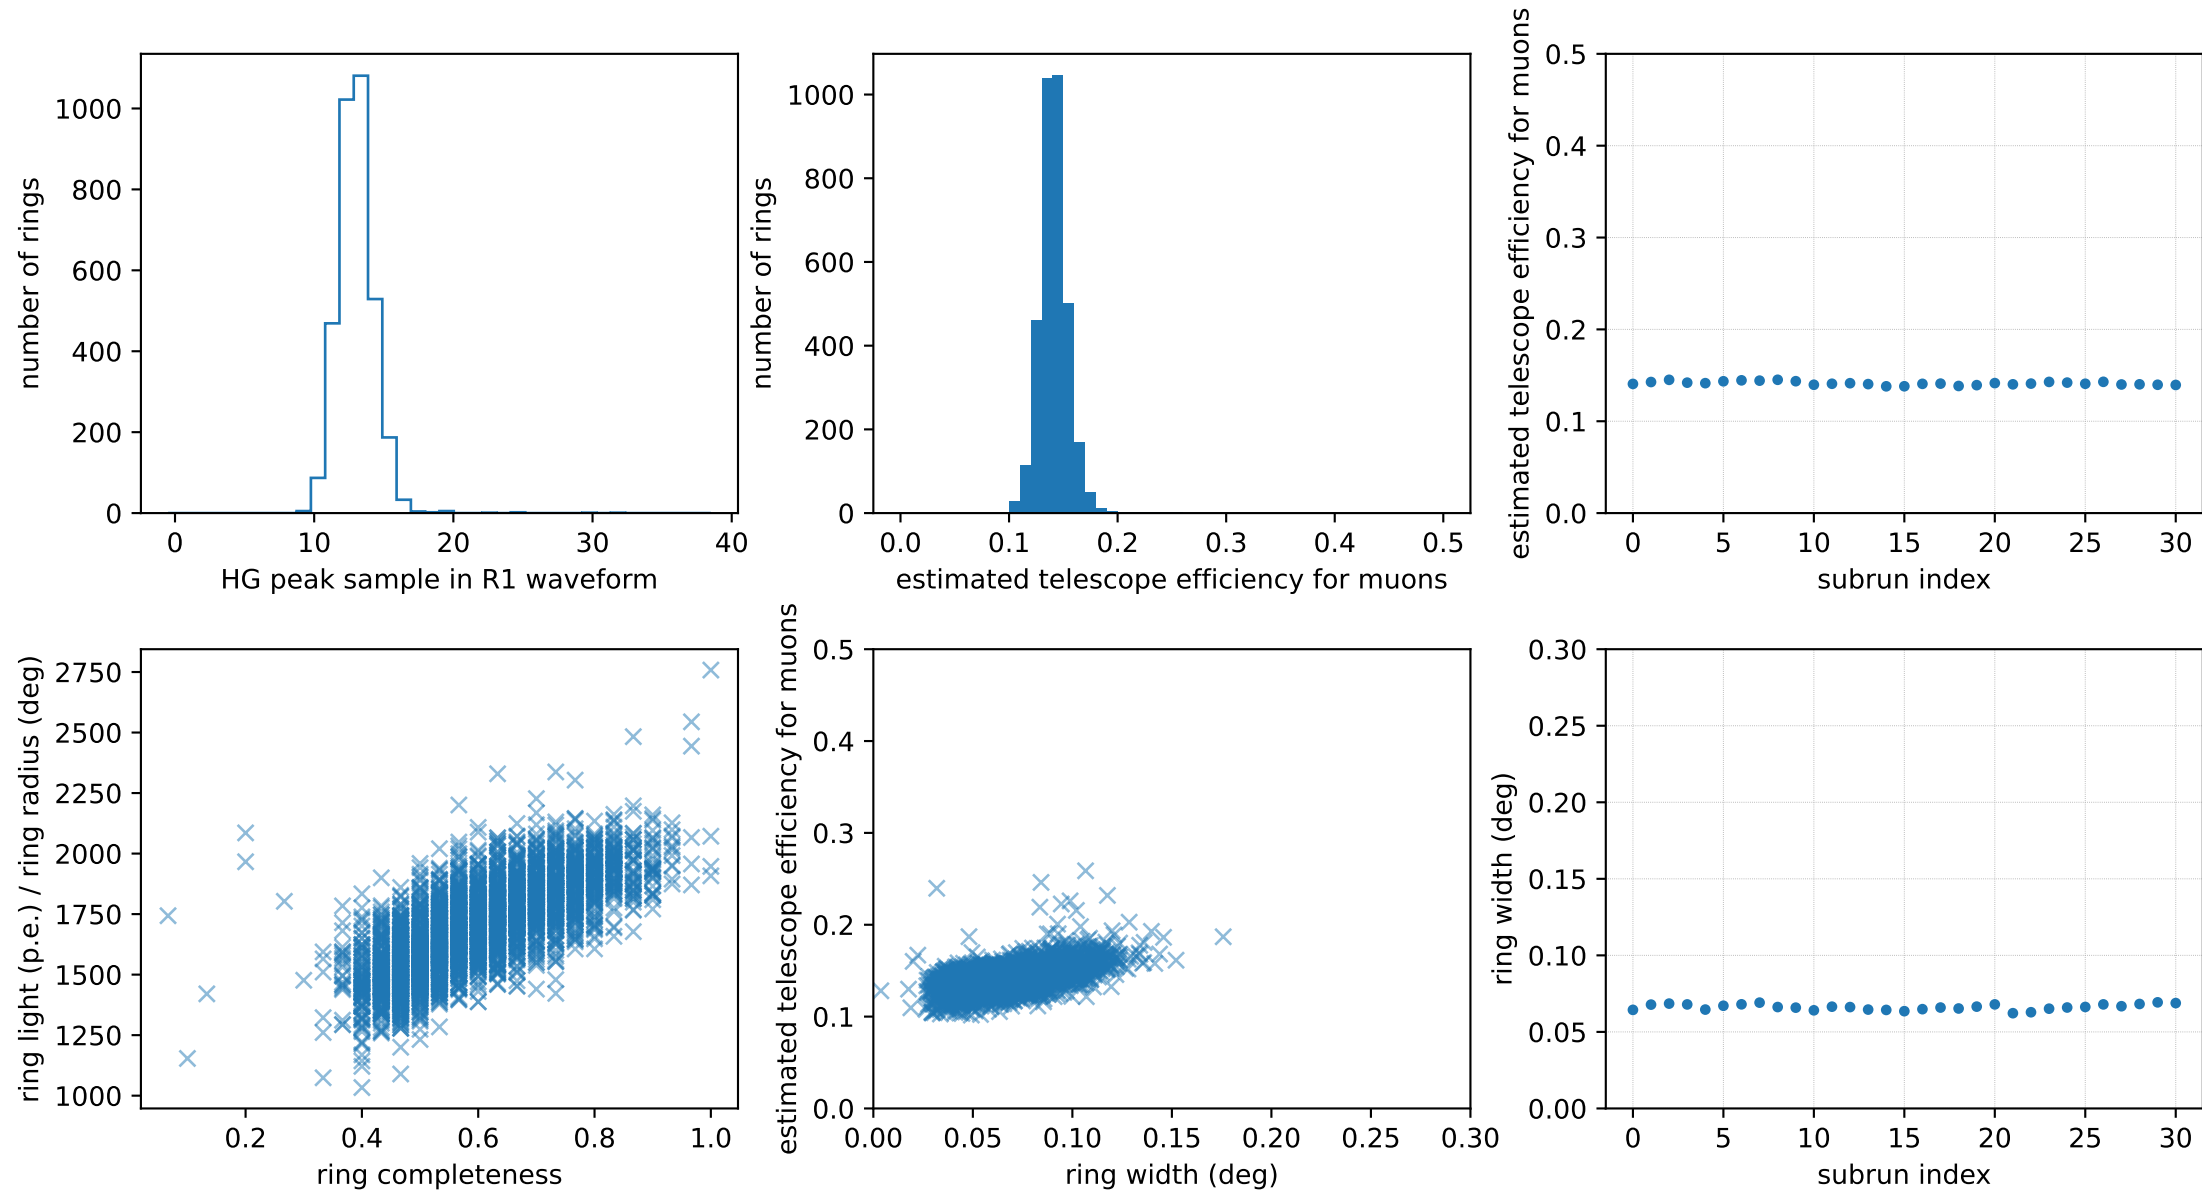 number of rings
1000
800
600
400
200
0
0 10 20 30 40
HG peak sample in R1 waveform
number of rings
1000
800
600
400
200
0
0.0 0.1 0.2 0.3 0.4 0.5
estimated telescope efficiency for muons
estimated telescope efficiency for muons
0.5
0.4
0.3
0.2
0.1
0.0
0 5 10 15 20 25 30
subrun index
ring light (p.e.) / ring radius (deg)
2750
2500
2250
2000
1750
1500
1250
1000
0.2 0.4 0.6 0.8 1.0
ring completeness
estimated telescope efficiency for muons
0.5
0.4
0.3
0.2
0.1
0.0
0.00 0.05 0.10 0.15 0.20 0.25 0.30
ring width (deg)
ring width (deg)
0.30
0.25
0.20
0.15
0.10
0.05
0.00
0 5 10 15 20 25 30
subrun index